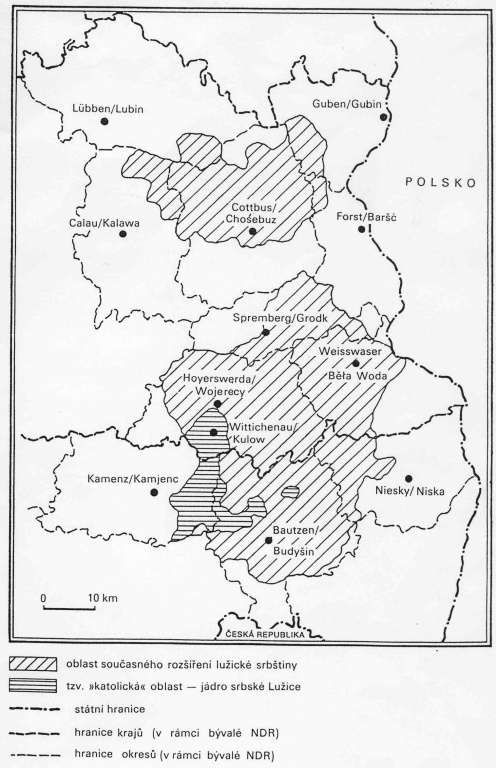 Lübben/Lubin
Guben/Gubin
POLSKO
Cottbus/
Chośebuz
Calau/Kalawa
Forst/Baršć
Spremberg/Grodk
Weisswaser
Běła Woda
Hoyerswerda/
Wojerecy
Wittichenau/
Kulow
Kamenz/Kamjenc
Niesky/Niska
Bautzen/
Budyšin
0 10 km
ČESKÁ REPUBLIKA
oblast současného rozšíření lužické srbštiny
tzv. »katolická« oblast — jádro srbské Lužice
státní hranice
hranice krajů (v rámci bývalé NDR)
hranice okresů (v rámci bývalé NDR)